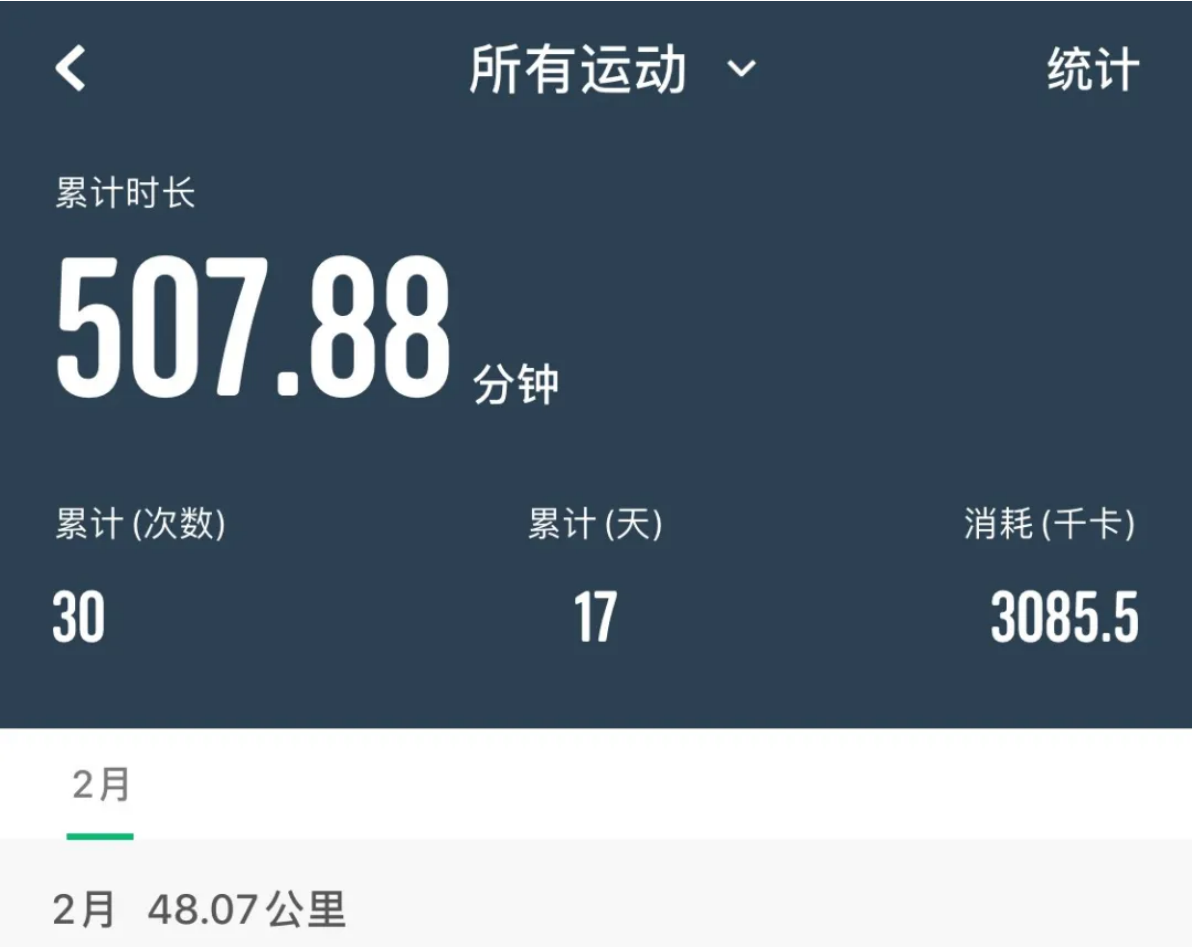 所有运动 统计
累计时长
507.88 分钟
累计(次数) 累计(天) 消耗(千卡)
30 17 3085.5
2月
2月 48.07公里